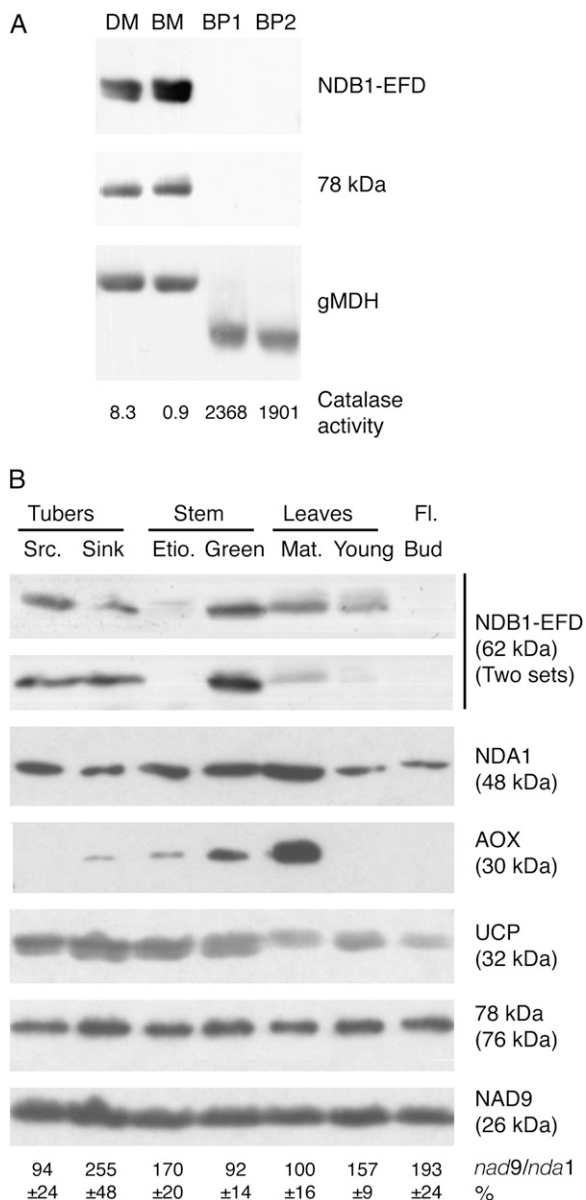 A
DM BM BP1 BP2
NDB1-EFD
78 kDa
gMDH
8.3 0.9 2368 1901 Catalase
activity
B
Tubers Stem Leaves Fl.
Src. Sink Etio. Green Mat. Young Bud
NDB1-EFD
(62 kDa)
(Two sets)
NDA1
(48 kDa)
AOX
(30 kDa)
UCP
(32 kDa)
78 kDa
(76 kDa)
NAD9
(26 kDa)
94 255 170 92 100 157 193 nad9/nda1
±24 ±48 ±20 ±14 ±16 ±9 ±24 %